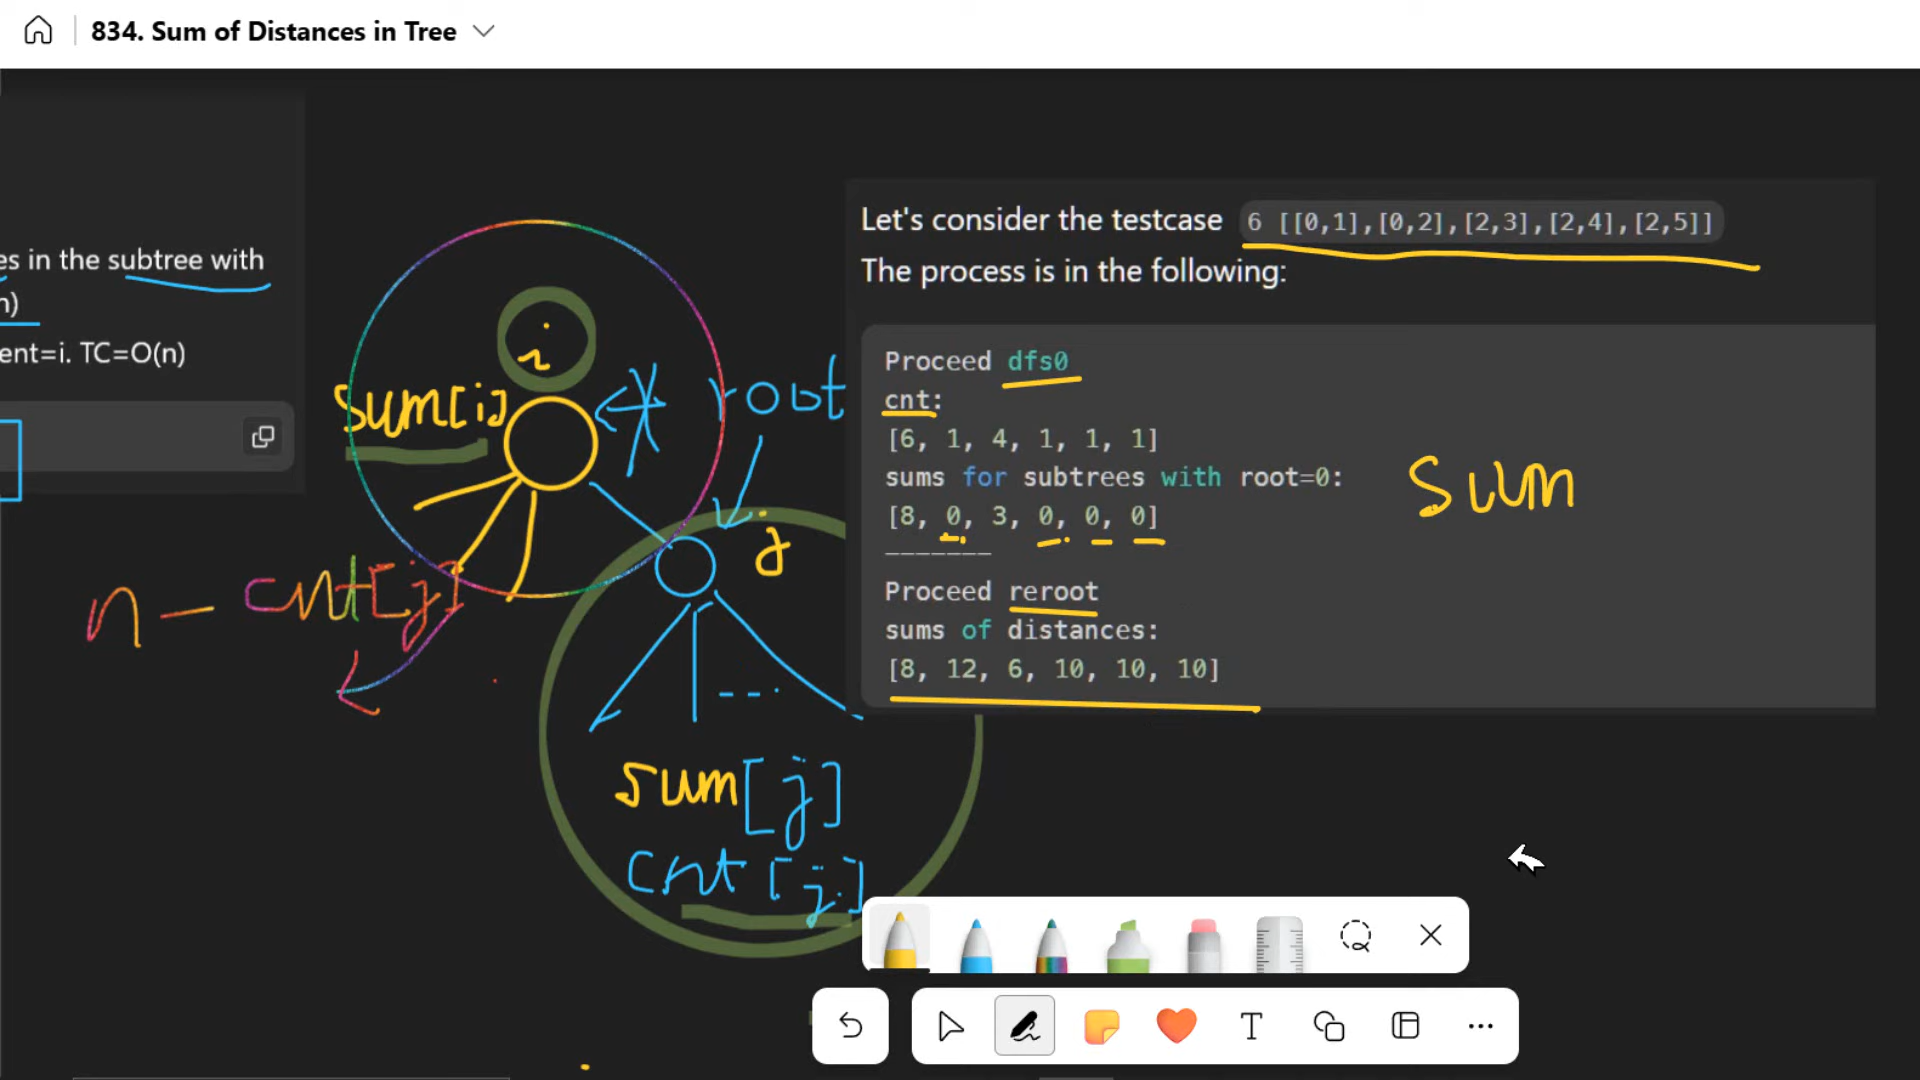 834. Sum of Distances in Tree
es in the subtree with
n)
ent=i. TC=O(n)
i
sum[i]
root
j
n - cnt[j]
sum[j]
cnt[j]
Let's consider the testcase 6 [[0,1],[0,2],[2,3],[2,4],[2,5]]
The process is in the following:
Proceed dfs0
cnt:
[6, 1, 4, 1, 1, 1]
sums for subtrees with root=0:
[8, 0, 3, 0, 0, 0]
-------
Sum
Proceed reroot
sums of distances:
[8, 12, 6, 10, 10, 10]
T